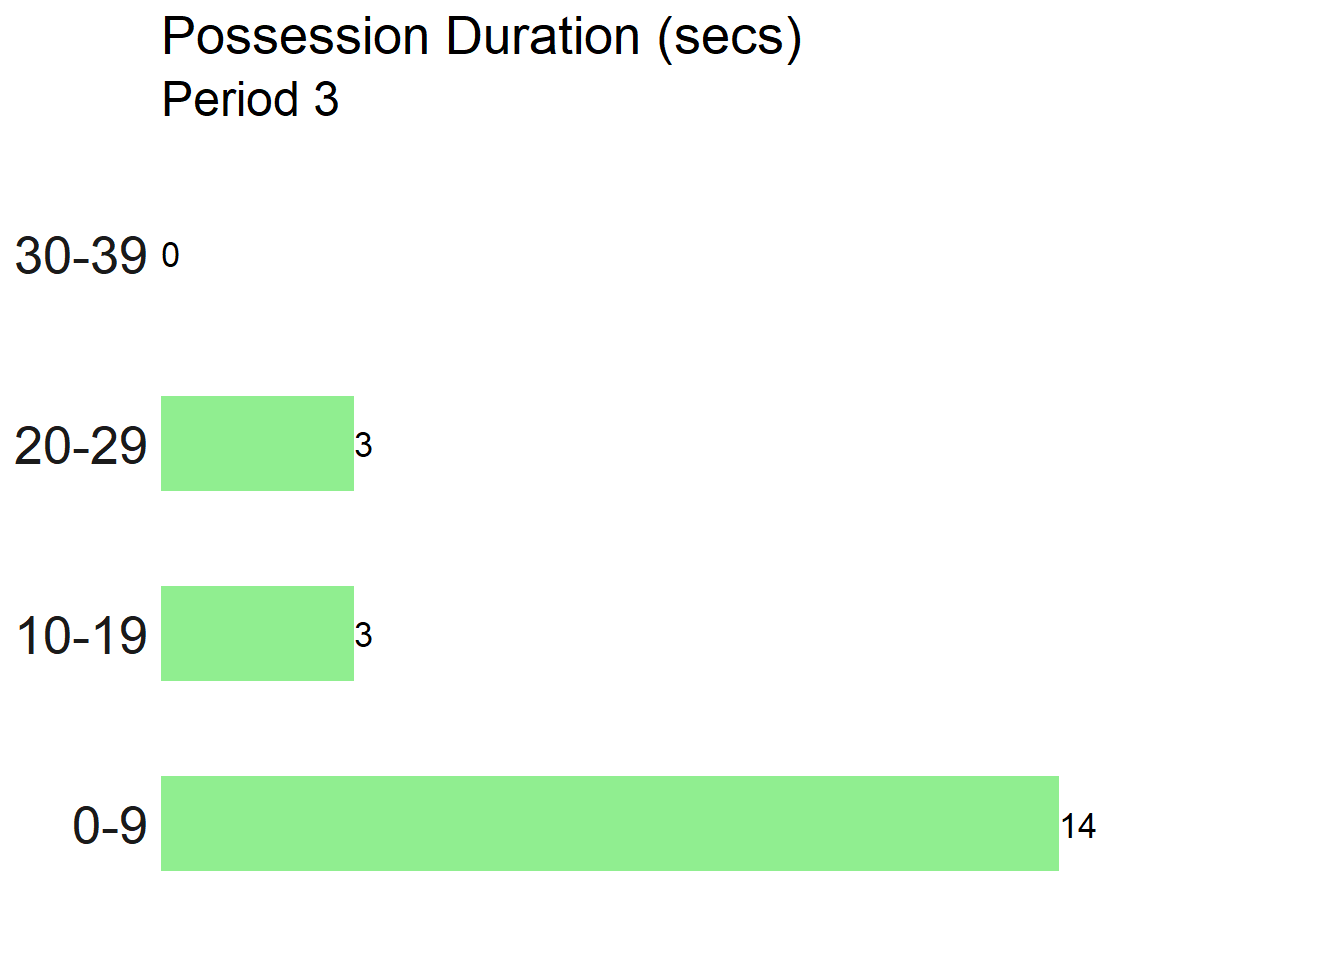 Possession Duration (secs)
Period 3
30-39 0
20-29 3
10-19 3
0-9 14